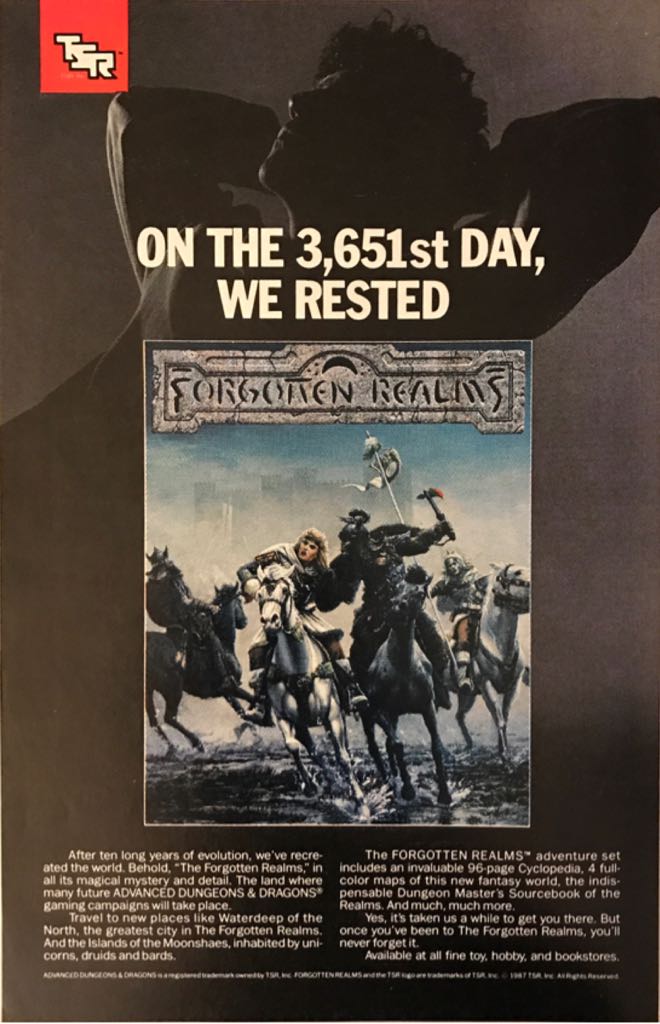 TSR™
ON THE 3,651st DAY,
WE RESTED
FORGOTTEN REALMS
After ten long years of evolution, we've recre-
ated the world. Behold, "The Forgotten Realms," in
all its magical mystery and detail. The land where
many future ADVANCED DUNGEONS & DRAGONS®
gaming campaigns will take place.
Travel to new places like Waterdeep of the
North, the greatest city in The Forgotten Realms.
And the Islands of the Moonshaes, inhabited by uni-
corns, druids and bards.
The FORGOTTEN REALMS™ adventure set
includes an invaluable 96-page Cyclopedia, 4 full-
color maps of this new fantasy world, the indis-
pensable Dungeon Master's Sourcebook of the
Realms. And much, much more.
Yes, it's taken us a while to get you there. But
once you've been to The Forgotten Realms, you'll
never forget it.
Available at all fine toy, hobby, and bookstores.
ADVANCED DUNGEONS & DRAGONS is a registered trademark owned by TSR, Inc. FORGOTTEN REALMS and the TSR logo are trademarks of TSR, Inc. © 1987 TSR, Inc. All Rights Reserved.